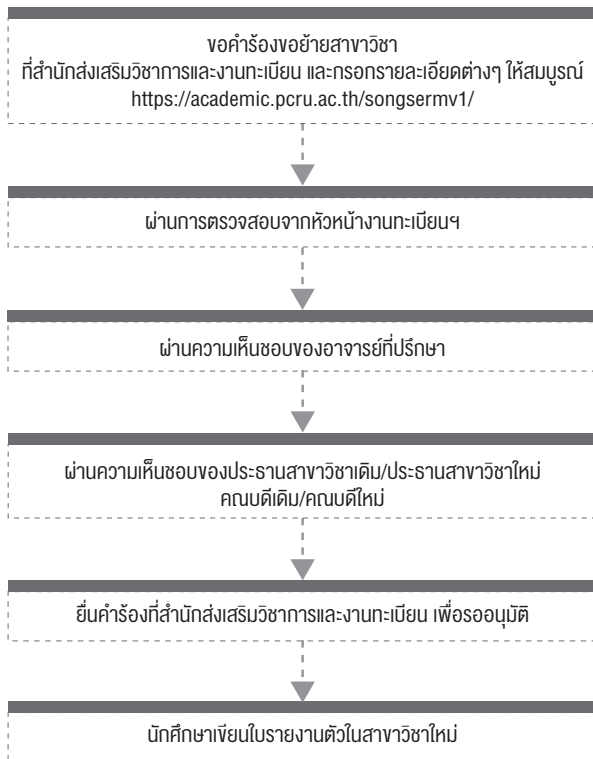 ขอคำร้องขอย้ายสาขาวิชา
ที่สำนักส่งเสริมวิชาการและงานทะเบียน และกรอกรายละเอียดต่างๆ ให้สมบูรณ์
https://academic.pcru.ac.th/songsermv1/
ผ่านการตรวจสอบจากหัวหน้างานทะเบียนฯ
ผ่านความเห็นชอบของอาจารย์ที่ปรึกษา
ผ่านความเห็นชอบของประธานสาขาวิชาเดิม/ประธานสาขาวิชาใหม่
คณบดีเดิม/คณบดีใหม่
ยื่นคำร้องที่สำนักส่งเสริมวิชาการและงานทะเบียน เพื่อรออนุมัติ
นักศึกษาเขียนใบรายงานตัวในสาขาวิชาใหม่